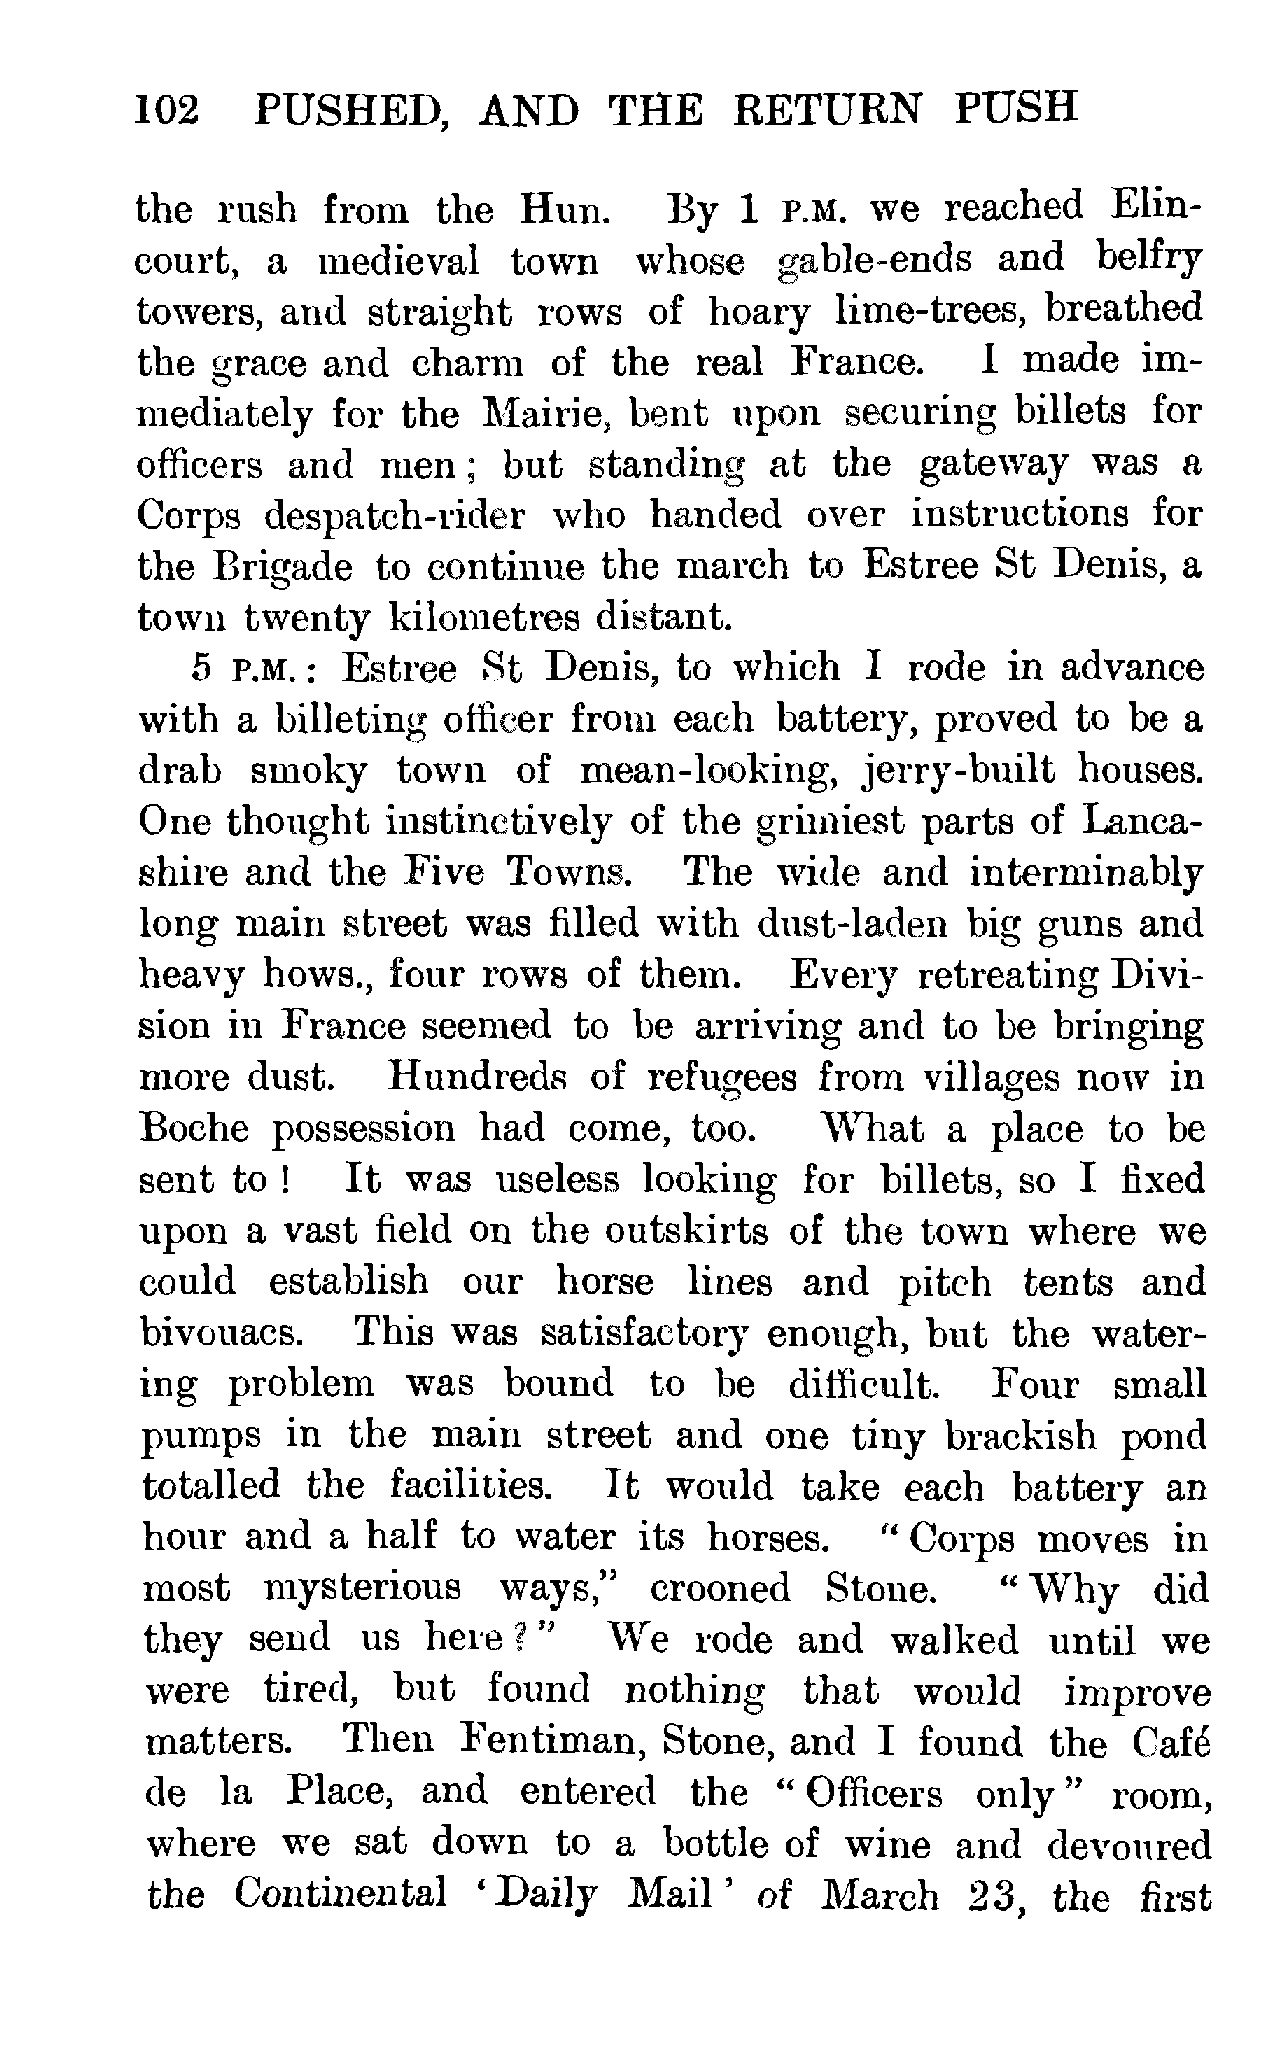 102 PUSHED, AND THE RETURN PUSH
the rush from the Hun. By 1 P.M. we reached Elin-
court, a medieval town whose gable-ends and belfry
towers, and straight rows of hoary lime-trees, breathed
the grace and charm of the real France. I made im-
mediately for the Mairie, bent upon securing billets for
officers and men ; but standing at the gateway was a
Corps despatch-rider who handed over instructions for
the Brigade to continue the march to Estree St Denis, a
town twenty kilometres distant.
5 P.M. : Estree St Denis, to which I rode in advance
with a billeting officer from each battery, proved to be a
drab smoky town of mean-looking, jerry-built houses.
One thought instinctively of the grimiest parts of Lanca-
shire and the Five Towns. The wide and interminably
long main street was filled with dust-laden big guns and
heavy hows., four rows of them. Every retreating Divi-
sion in France seemed to be arriving and to be bringing
more dust. Hundreds of refugees from villages now in
Boche possession had come, too. What a place to be
sent to ! It was useless looking for billets, so I fixed
upon a vast field on the outskirts of the town where we
could establish our horse lines and pitch tents and
bivouacs. This was satisfactory enough, but the water-
ing problem was bound to be difficult. Four small
pumps in the main street and one tiny brackish pond
totalled the facilities. It would take each battery an
hour and a half to water its horses. “ Corps moves in
most mysterious ways,” crooned Stone. “ Why did
they send us here ? ” We rode and walked until we
were tired, but found nothing that would improve
matters. Then Fentiman, Stone, and I found the Café
de la Place, and entered the “ Officers only ” room,
where we sat down to a bottle of wine and devoured
the Continental ‘ Daily Mail ’ of March 23, the first